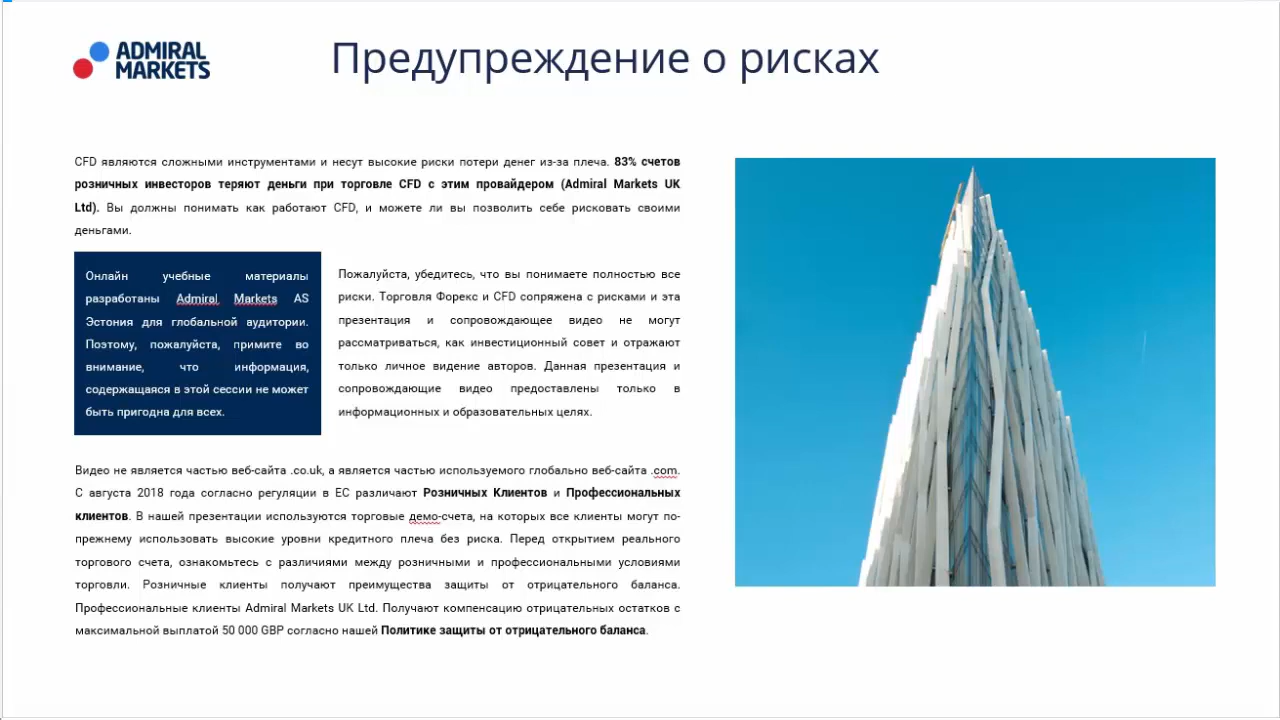 ADMIRAL
MARKETS
Предупреждение о рисках
CFD являются сложными инструментами и несут высокие риски потери денег из-за плеча. 83% счетов
розничных инвесторов теряют деньги при торговле CFD с этим провайдером (Admiral Markets UK
Ltd). Вы должны понимать как работают CFD, и можете ли вы позволить себе рисковать своими
деньгами.
Онлайн учебные материалы
разработаны Admiral Markets AS
Эстония для глобальной аудитории.
Поэтому, пожалуйста, примите во
внимание, что информация,
содержащаяся в этой сессии не может
быть пригодна для всех.
Пожалуйста, убедитесь, что вы понимаете полностью все
риски. Торговля Форекс и CFD сопряжена с рисками и эта
презентация и сопровождающее видео не могут
рассматриваться, как инвестиционный совет и отражают
только личное видение авторов. Данная презентация и
сопровождающие видео предоставлены только в
информационных и образовательных целях.
Видео не является частью веб-сайта .co.uk, а является частью используемого глобально веб-сайта .com.
С августа 2018 года согласно регуляции в ЕС различают Розничных Клиентов и Профессиональных
клиентов. В нашей презентации используются торговые демо-счета, на которых все клиенты могут по-
прежнему использовать высокие уровни кредитного плеча без риска. Перед открытием реального
торгового счета, ознакомьтесь с различиями между розничными и профессиональными условиями
торговли. Розничные клиенты получают преимущества защиты от отрицательного баланса.
Профессиональные клиенты Admiral Markets UK Ltd. Получают компенсацию отрицательных остатков с
максимальной выплатой 50 000 GBP согласно нашей Политике защиты от отрицательного баланса.